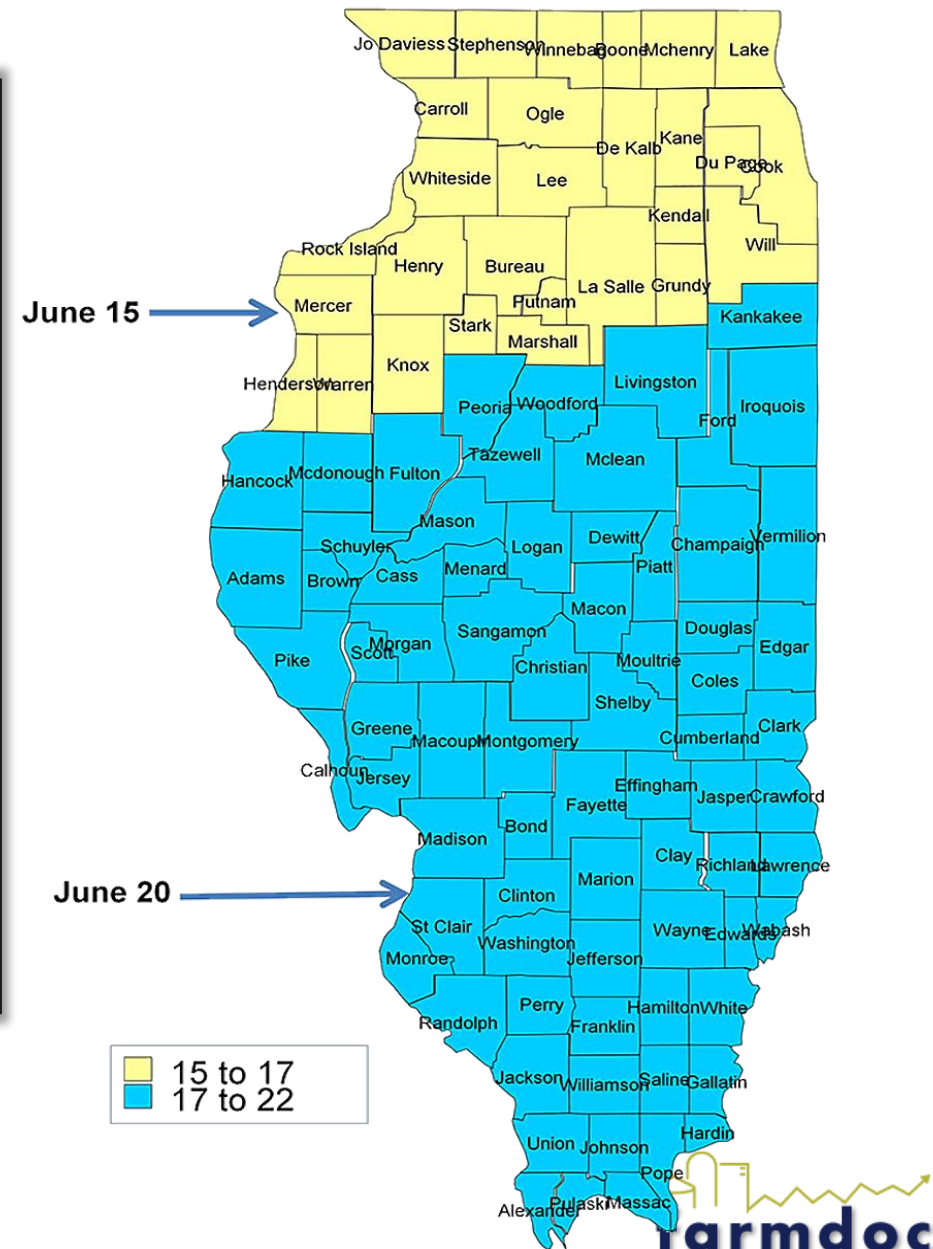 Jo Daviess Stephenson Winnebago Boone Mchenry Lake
Carroll Ogle De Kalb Kane
Du Page Cook
Whiteside Lee
Kendall
Rock Island Henry Bureau Will
La Salle Grundy
June 15 Mercer Putnam
Kankakee
Stark Marshall
Knox
Henderson Warren Livingston
Peoria Woodford Ford Iroquois
Tazewell Mclean
Hancock Mcdonough Fulton
Mason
Schuyler Logan Dewitt Champaign Vermilion
Adams Brown Cass Menard Piatt
Macon
Sangamon Douglas
Pike Scott Morgan Christian Moultrie Edgar
Coles
Shelby
Greene Macoupin Montgomery Cumberland Clark
Calhoun Jersey Effingham
Fayette Jasper Crawford
Madison Bond
Clay Richland Lawrence
June 20 Clinton Marion
St Clair Wayne Edwards Wabash
Monroe Washington Jefferson
Perry Hamilton White
Randolph Franklin
Jackson Williamson Saline Gallatin
Union Johnson Hardin
Pope
Alexander Pulaski Massac
15 to 17
17 to 22
farmdoc